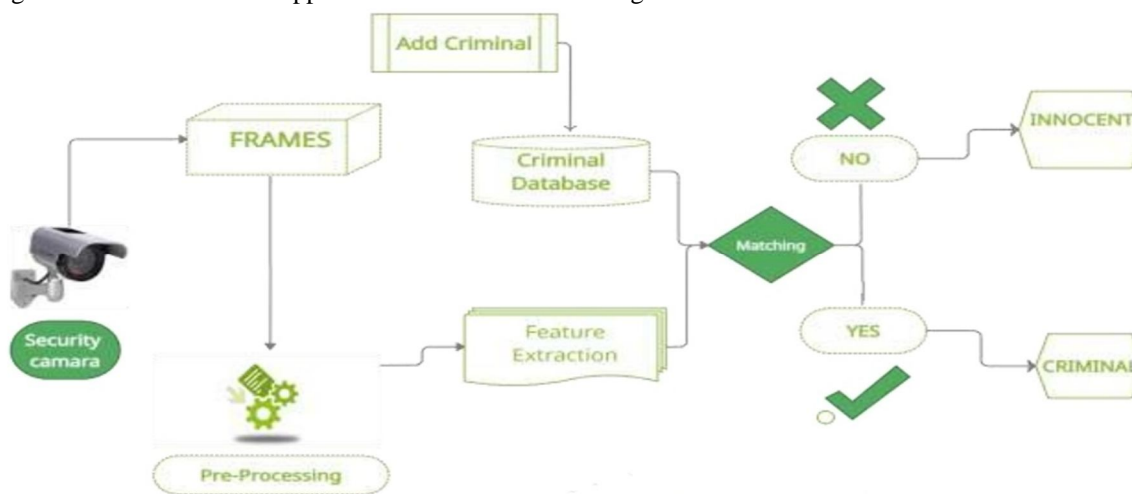 Add Criminal
FRAMES
Criminal
Database
NO
INNOCENT
Matching
Security
camara
Feature
Extraction
YES
CRIMINAL
Pre-Processing